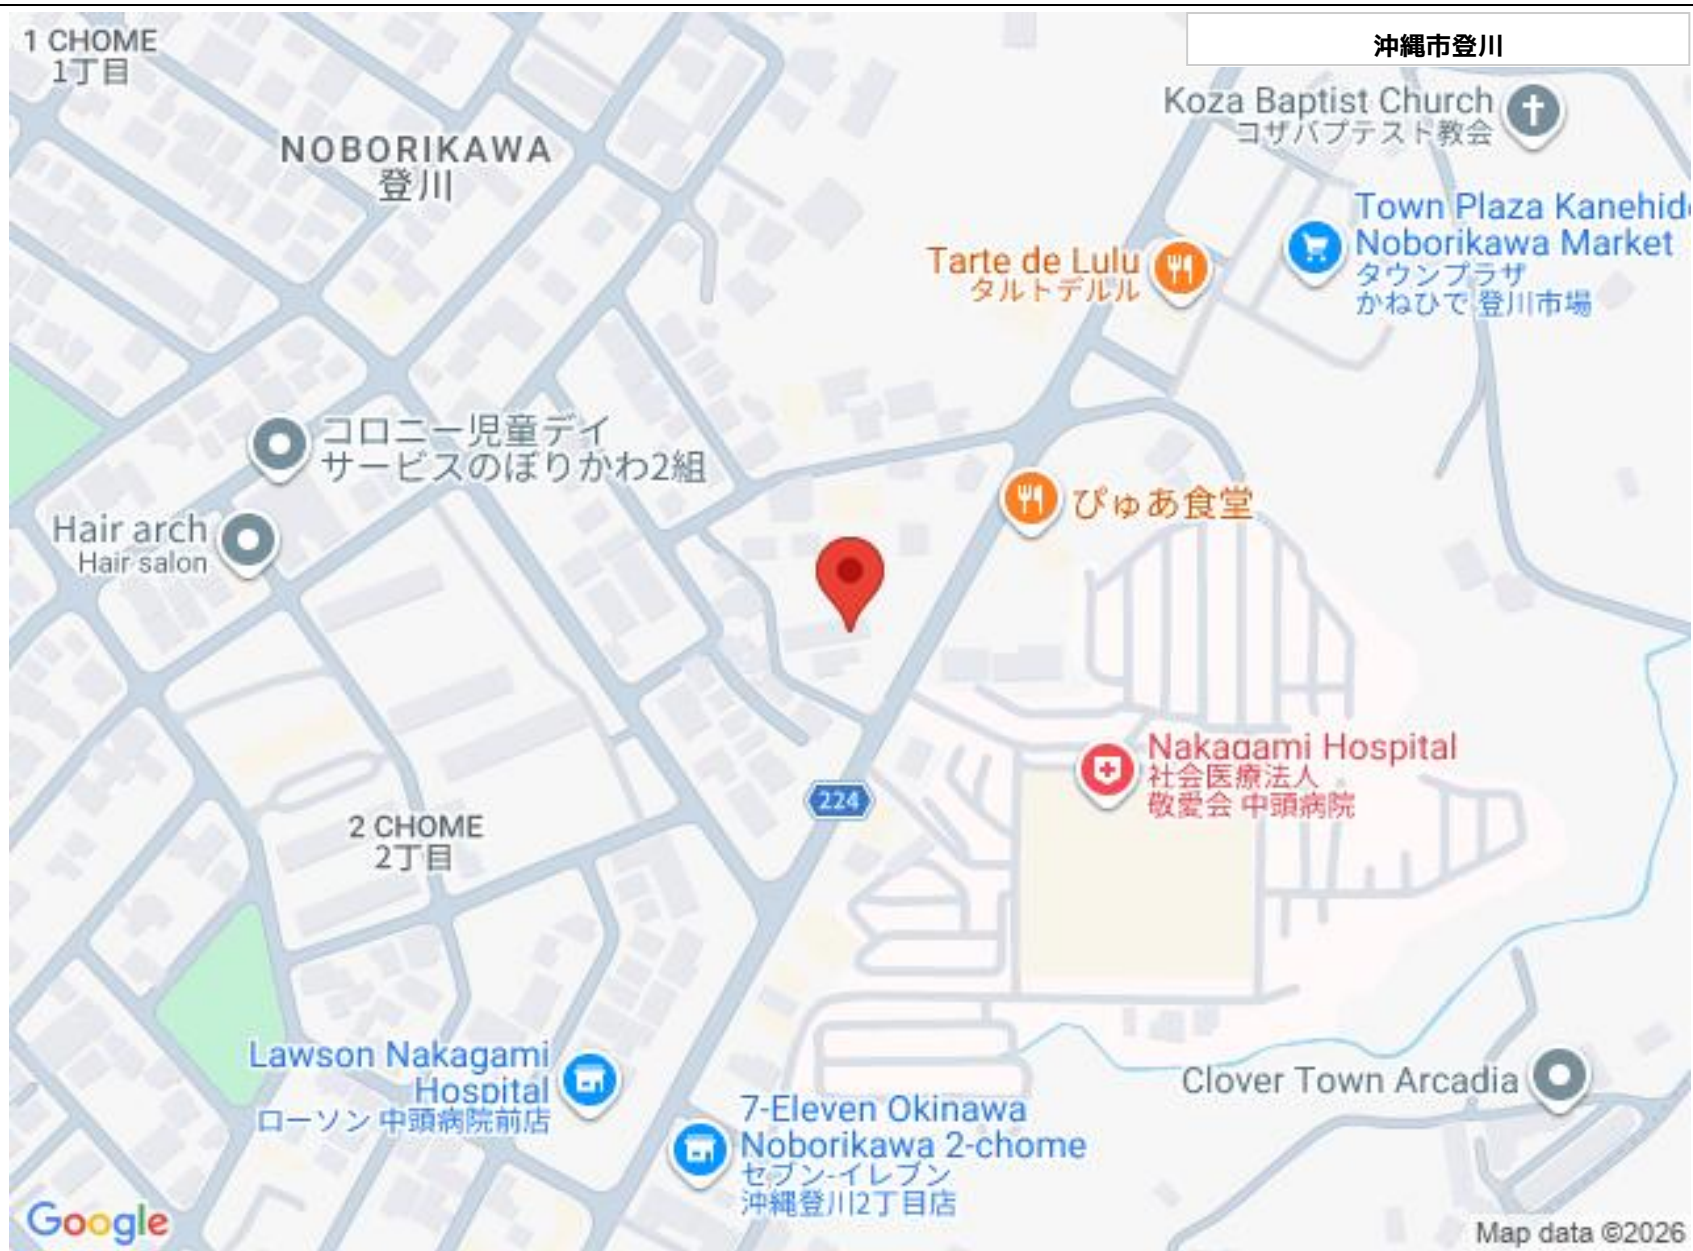 1 CHOME
1丁目
沖縄市登川
Koza Baptist Church
コザバプテスト教会
NOBORIKAWA
登川
Town Plaza Kanehide
Noborikawa Market
タウンプラザ
かねひで 登川市場
Tarte de Lulu
タルトデルル
コロニー児童デイ
サービスのぼりかわ2組
ぴゅあ食堂
Hair arch
Hair salon
Nakagami Hospital
社会医療法人
敬愛会 中頭病院
224
2 CHOME
2丁目
Lawson Nakagami
Hospital
ローソン 中頭病院前店
Clover Town Arcadia
7-Eleven Okinawa
Noborikawa 2-chome
セブン-イレブン
沖縄登川2丁目店
Google
Map data ©2026